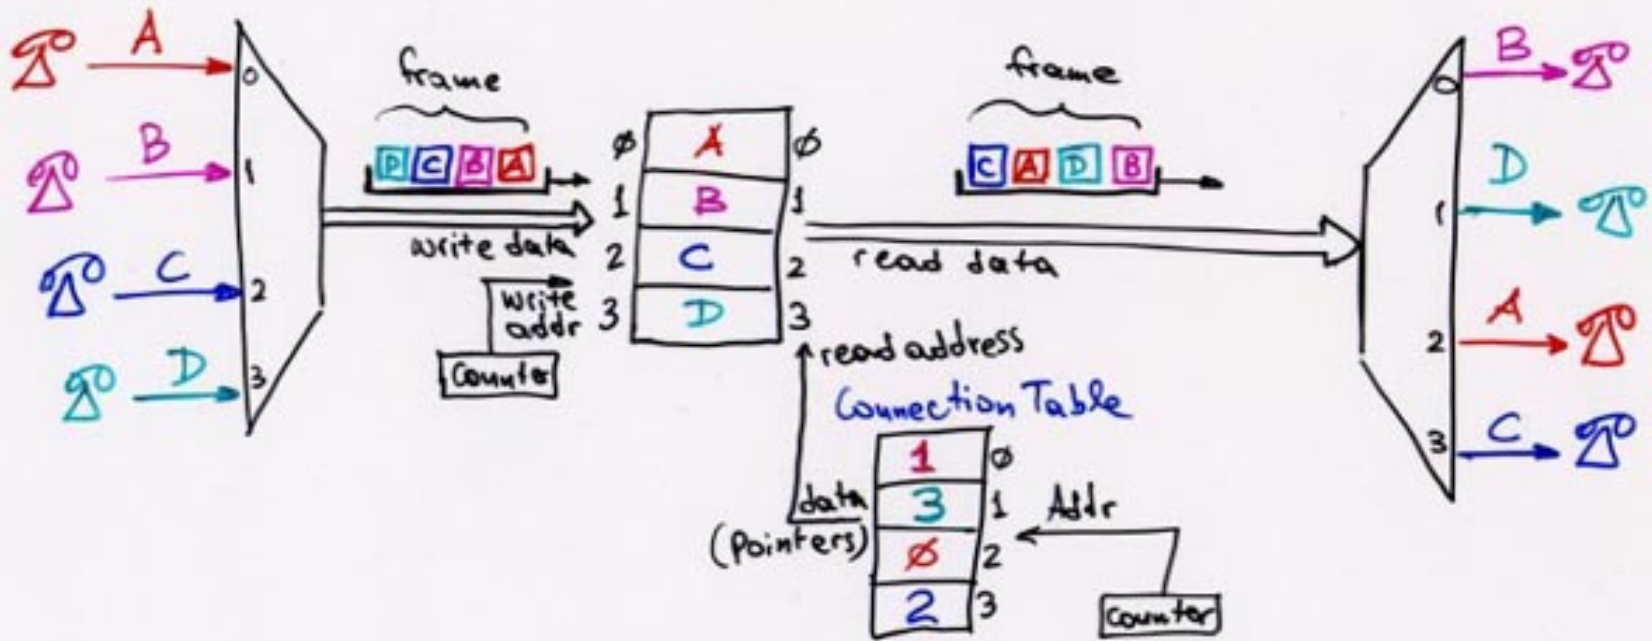 A
B
C
D
0
1
2
3
frame
D C B A
write data
write
addr
Counter
Ø A Ø
1 B 1
2 C 2
3 D 3
frame
C A D B
read data
read address
Connection Table
1 Ø
3 1
Ø 2
2 3
data
(Pointers)
Addr
Counter
0
1
2
3
B
D
A
C